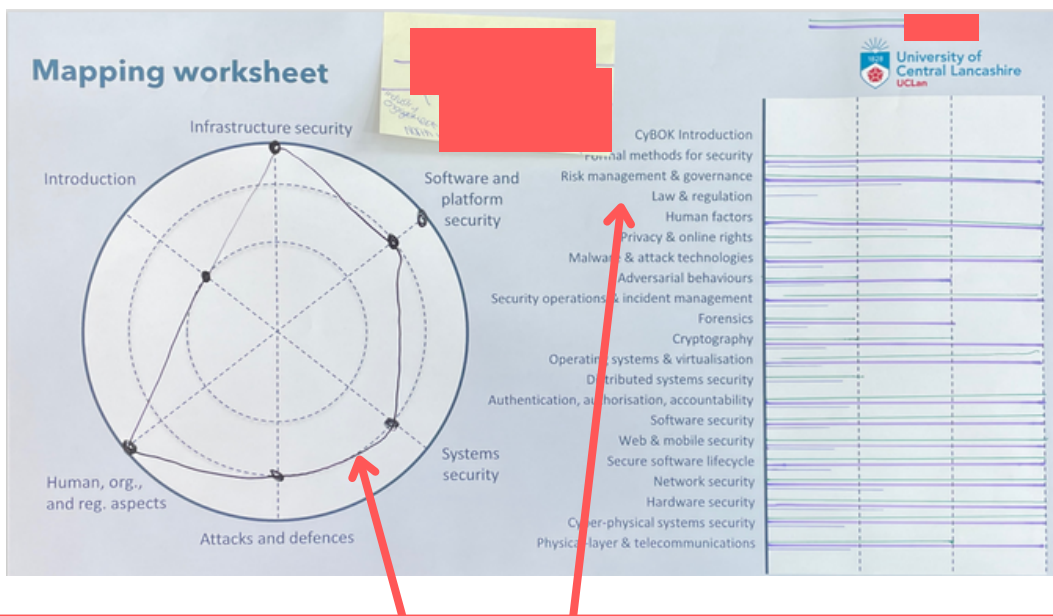 Mapping worksheet
1828
University of
Central Lancashire
UCLan
Infrastructure security
Introduction
Software and
platform
security
Systems
security
Human, org.,
and reg. aspects
Attacks and defences
CyBOK Introduction
Formal methods for security
Risk management & governance
Law & regulation
Human factors
Privacy & online rights
Malware & attack technologies
Adversarial behaviours
Security operations & incident management
Forensics
Cryptography
Operating systems & virtualisation
Distributed systems security
Authentication, authorisation, accountability
Software security
Web & mobile security
Secure software lifecycle
Network security
Hardware security
Cyber-physical systems security
Physical-layer & telecommunications